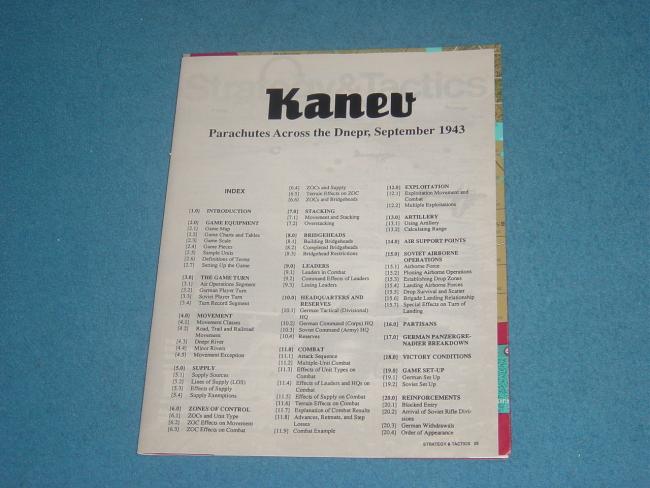 Strategy & Tactics
Kanev
Parachutes Across the Dnepr, September 1943
INDEX
[1.0] INTRODUCTION
[2.0] GAME EQUIPMENT
[2.1] Game Map
[2.2] Game Charts and Tables
[2.3] Game Scale
[2.4] Game Pieces
[2.5] Sample Units
[2.6] Definitions of Terms
[2.7] Setting Up the Game
[3.0] THE GAME TURN
[3.1] Air Operations Segment
[3.2] German Player Turn
[3.3] Soviet Player Turn
[3.4] Turn Record Segment
[4.0] MOVEMENT
[4.1] Movement Classes
[4.2] Road, Trail and Railroad
Movement
[4.3] Deep River
[4.4] Minor Rivers
[4.5] Movement Exception
[5.0] SUPPLY
[5.1] Supply Sources
[5.2] Lines of Supply (LOS)
[5.3] Effects of Supply
[5.4] Supply Exemptions
[6.0] ZONES OF CONTROL
[6.1] ZOCs and Unit Type
[6.2] ZOC Effects on Movement
[6.3] ZOC Effects on Combat
[6.4] ZOCs and Supply
[6.5] Terrain Effects on ZOC
[6.6] ZOCs and Bridgeheads
[7.0] STACKING
[7.1] Movement and Stacking
[7.2] Overstacking
[8.0] BRIDGEHEADS
[8.1] Building Bridgeheads
[8.2] Completed Bridgeheads
[8.3] Bridgehead Restrictions
[9.0] LEADERS
[9.1] Leaders in Combat
[9.2] Command Effects of Leaders
[9.3] Losing Leaders
[10.0] HEADQUARTERS AND
RESERVES
[10.1] German Tactical (Divisional)
HQ
[10.2] German Command (Corps) HQ
[10.3] Soviet Command (Army) HQ
[10.4] Reserves
[11.0] COMBAT
[11.1] Attack Sequence
[11.2] Multiple-Unit Combat
[11.3] Effects of Unit Types on
Combat
[11.4] Effects of Leaders and HQs on
Combat
[11.5] Effects of Supply on Combat
[11.6] Terrain Effects on Combat
[11.7] Explanation of Combat Results
[11.8] Advances, Retreats, and Step
Losses
[11.9] Combat Example
[12.0] EXPLOITATION
[12.1] Exploitation Movement and
Combat
[12.2] Multiple Exploitations
[13.0] ARTILLERY
[13.1] Using Artillery
[13.2] Calculating Range
[14.0] AIR SUPPORT POINTS
[15.0] SOVIET AIRBORNE
OPERATIONS
[15.1] Airborne Force
[15.2] Plotting Airborne Operations
[15.3] Establishing Drop Zones
[15.4] Landing Airborne Forces
[15.5] Drop Survival and Scatter
[15.6] Brigade Landing Relationship
[15.7] Special Effects on Turn of
Landing
[16.0] PARTISANS
[17.0] GERMAN PANZERGRE-
NADIER BREAKDOWN
[18.0] VICTORY CONDITIONS
[19.0] GAME SET-UP
[19.1] German Set Up
[19.2] Soviet Set Up
[20.0] REINFORCEMENTS
[20.1] Blocked Entry
[20.2] Arrival of Soviet Rifle Divi-
sions
[20.3] German Withdrawals
[20.4] Order of Appearance
STRATEGY & TACTICS